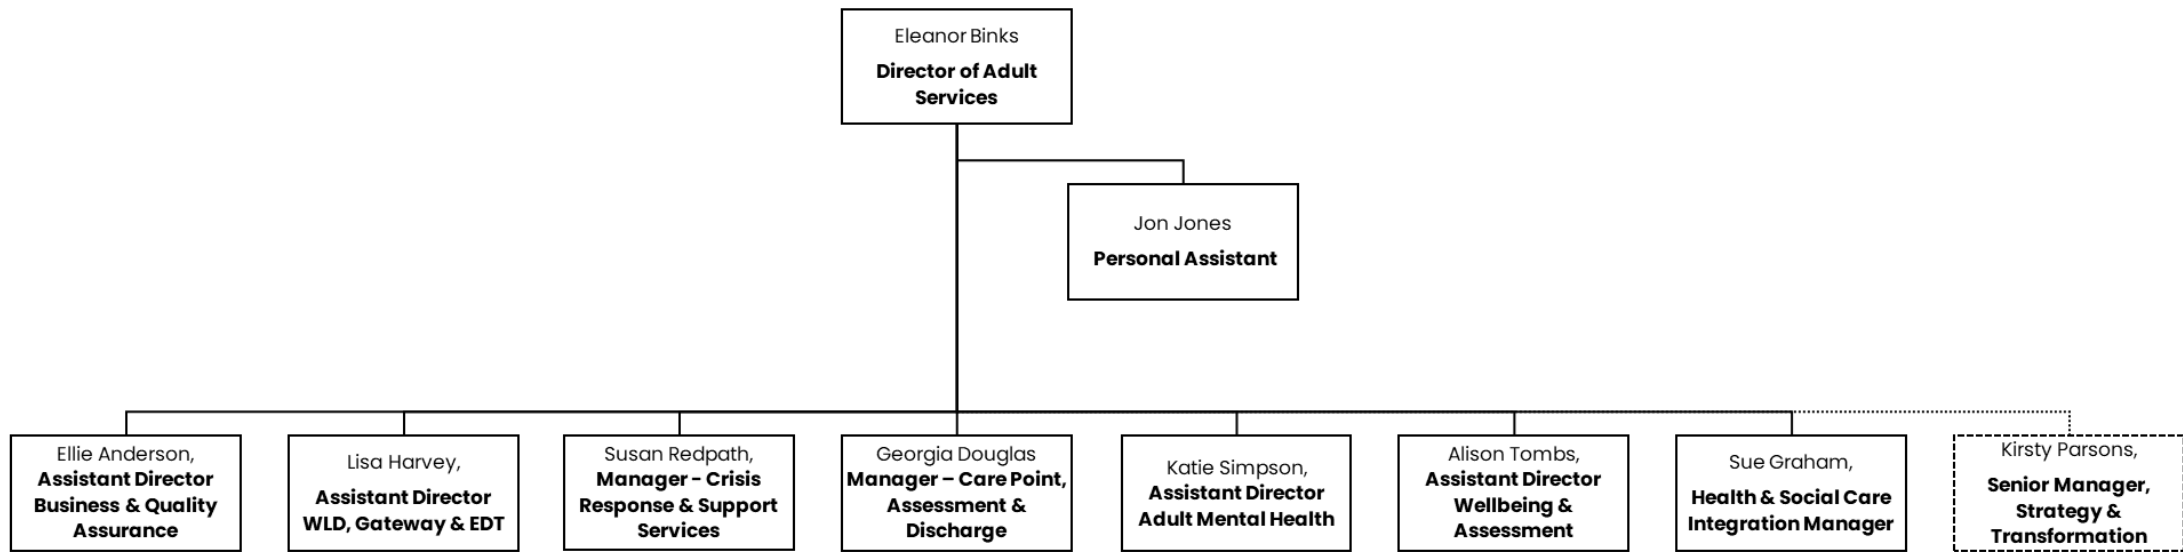 Eleanor Binks
Director of Adult
Services
Jon Jones
Personal Assistant
Ellie Anderson,
Assistant Director
Business & Quality
Assurance
Lisa Harvey,
Assistant Director
WLD, Gateway & EDT
Susan Redpath,
Manager - Crisis
Response & Support
Services
Georgia Douglas
Manager – Care Point,
Assessment &
Discharge
Katie Simpson,
Assistant Director
Adult Mental Health
Alison Tombs,
Assistant Director
Wellbeing &
Assessment
Sue Graham,
Health & Social Care
Integration Manager
Kirsty Parsons,
Senior Manager,
Strategy &
Transformation